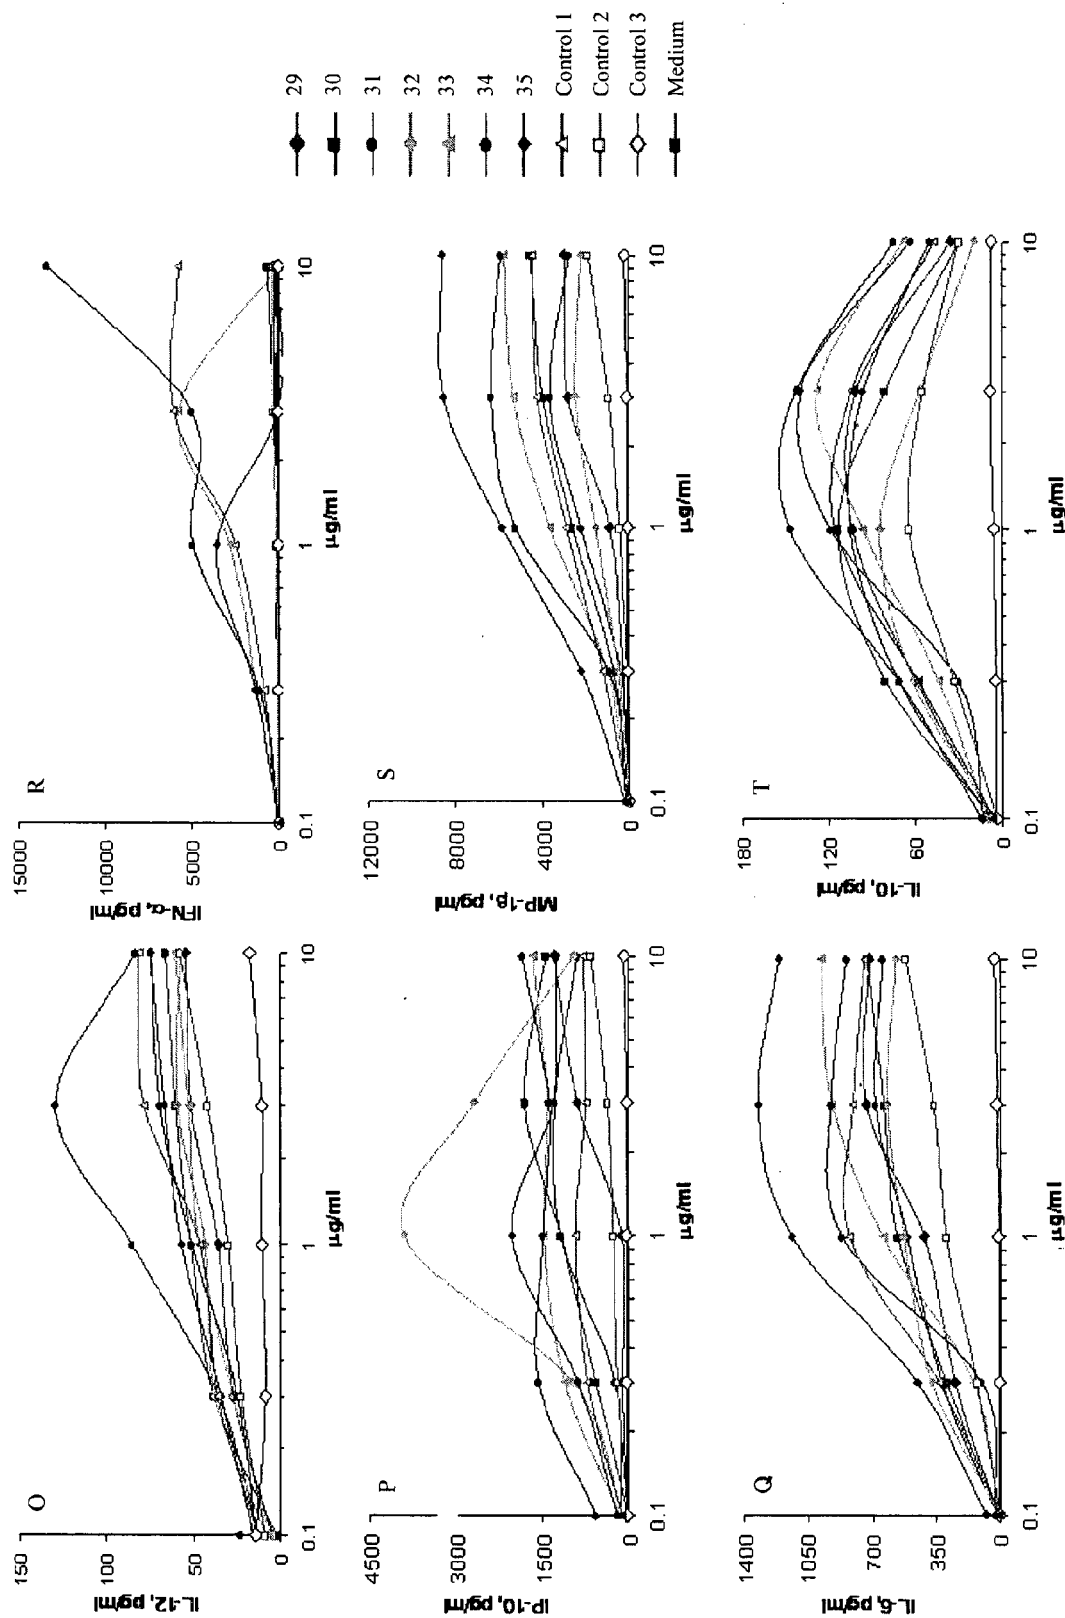 O
IL-12, pg/ml
150
100
50
0
0.1
1
10
µg/ml
P
IP-10, pg/ml
4500
3000
1500
0
0.1
1
10
µg/ml
Q
IL-6, pg/ml
1400
1050
700
350
0
0.1
1
10
µg/ml
R
IFN-α, pg/ml
15000
10000
5000
0
0.1
1
10
µg/ml
S
MIP-1β, pg/ml
12000
8000
4000
0
0.1
1
10
µg/ml
T
IL-10, pg/ml
180
120
60
0
0.1
1
10
µg/ml
29
30
31
32
33
34
35
Control 1
Control 2
Control 3
Medium